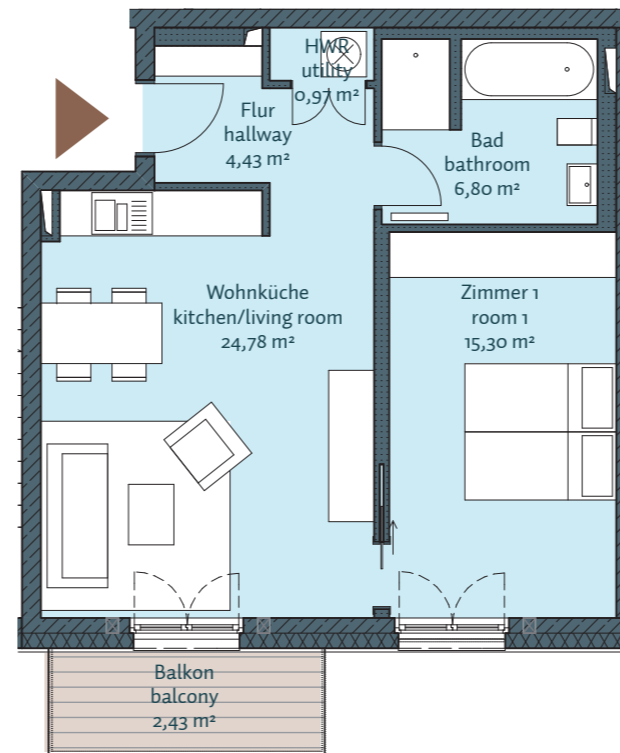 HWR
utility
0,97 m²
Flur
hallway
4,43 m²
Bad
bathroom
6,80 m²
Wohnküche
kitchen/living room
24,78 m²
Zimmer 1
room 1
15,30 m²
Balkon
balcony
2,43 m²